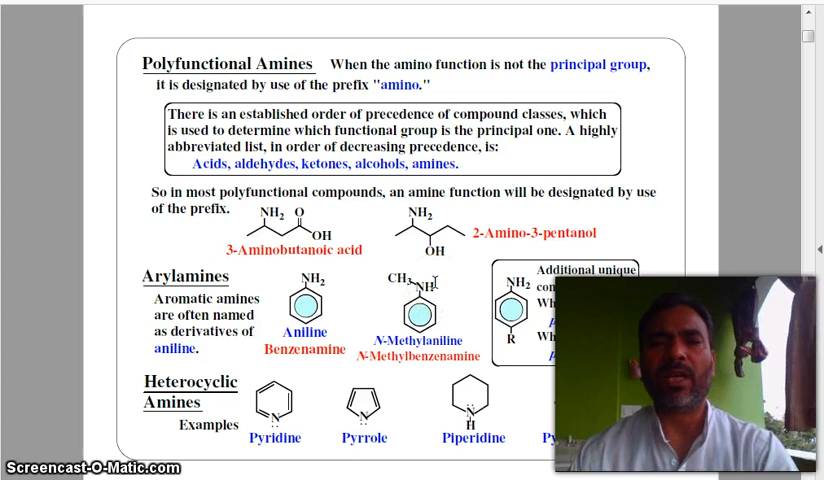 Polyfunctional Amines When the amino function is not the principal group,
it is designated by use of the prefix "amino."
There is an established order of precedence of compound classes, which
is used to determine which functional group is the principal one. A highly
abbreviated list, in order of decreasing precedence, is:
Acids, aldehydes, ketones, alcohols, amines.
So in most polyfunctional compounds, an amine function will be designated by use
of the prefix.
NH2 O
OH
3-Aminobutanoic acid
NH2
OH
2-Amino-3-pentanol
Arylamines
Aromatic amines
are often named
as derivatives of
aniline.
NH2
Aniline
Benzenamine
CH3 NH
N-Methylaniline
N-Methylbenzenamine
Additional unique
NH2
R
Heterocyclic
Amines
Examples
N
Pyridine
N
Pyrrole
N
H
Piperidine
Screencast-O-Matic.com